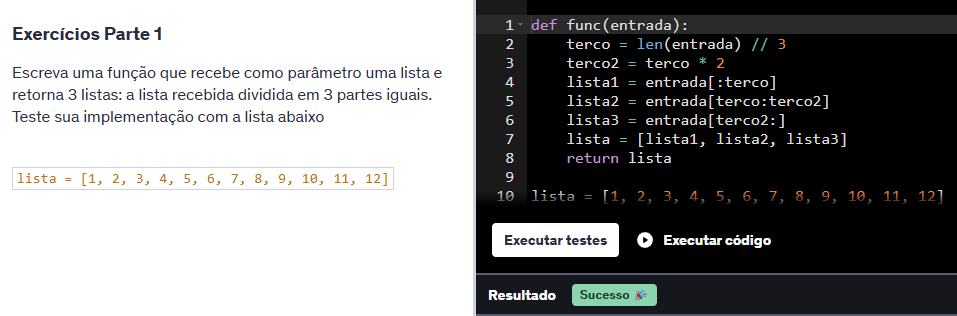 Exercícios Parte 1
Escreva uma função que recebe como parâmetro uma lista e
retorna 3 listas: a lista recebida dividida em 3 partes iguais.
Teste sua implementação com a lista abaixo
lista = [1, 2, 3, 4, 5, 6, 7, 8, 9, 10, 11, 12]
1 def func(entrada):
2     terco = len(entrada) // 3
3     terco2 = terco * 2
4     lista1 = entrada[:terco]
5     lista2 = entrada[terco:terco2]
6     lista3 = entrada[terco2:]
7     lista = [lista1, lista2, lista3]
8     return lista
9
10 lista = [1, 2, 3, 4, 5, 6, 7, 8, 9, 10, 11, 12]
Executar testes Executar código
Resultado Sucesso 🎉